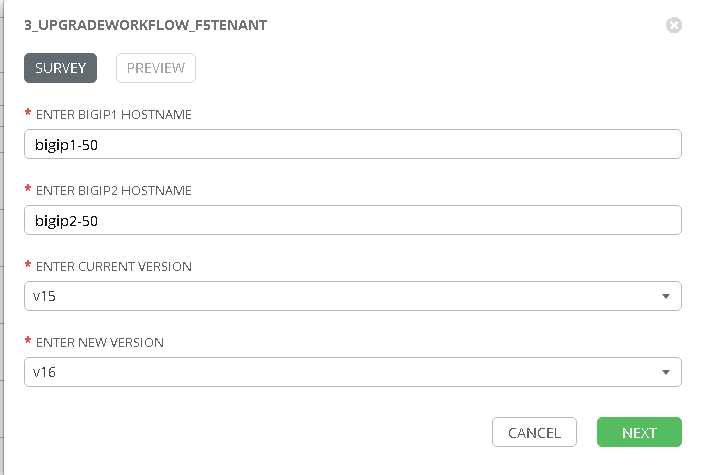 3_UPGRADEWORKFLOW_F5TENANT
SURVEY PREVIEW
* ENTER BIGIP1 HOSTNAME
bigip1-50
* ENTER BIGIP2 HOSTNAME
bigip2-50
* ENTER CURRENT VERSION
v15
* ENTER NEW VERSION
v16
CANCEL NEXT